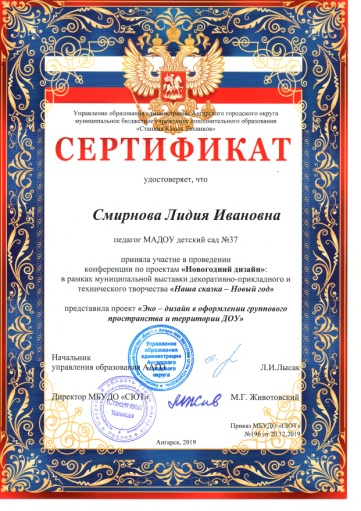 Управление образования администрации Ангарского городского округа
муниципальное бюджетное учреждение дополнительного образования
«Станция Юных Техников»
СЕРТИФИКАТ
удостоверяет, что
Смирнова Лидия Ивановна
педагог МАДОУ детский сад №37
приняла участие в проведении
конференции по проектам «Новогодний дизайн»:
в рамках муниципальной выставки декоративно-прикладного и
технического творчества «Наша сказка – Новый год»
представила проект «Эко – дизайн в оформлении группового
пространства и территории ДОУ»
Управление
образования
администрации
Ангарского
городского
округа
Начальник
управления образования ААГО
Л.И.Лысак
Директор МБУДО «СЮТ»
М.Г. Животовский
Станция юных
техников
Приказ МБУДО «СЮТ»
№196 от 20.12.2019
Ангарск, 2019